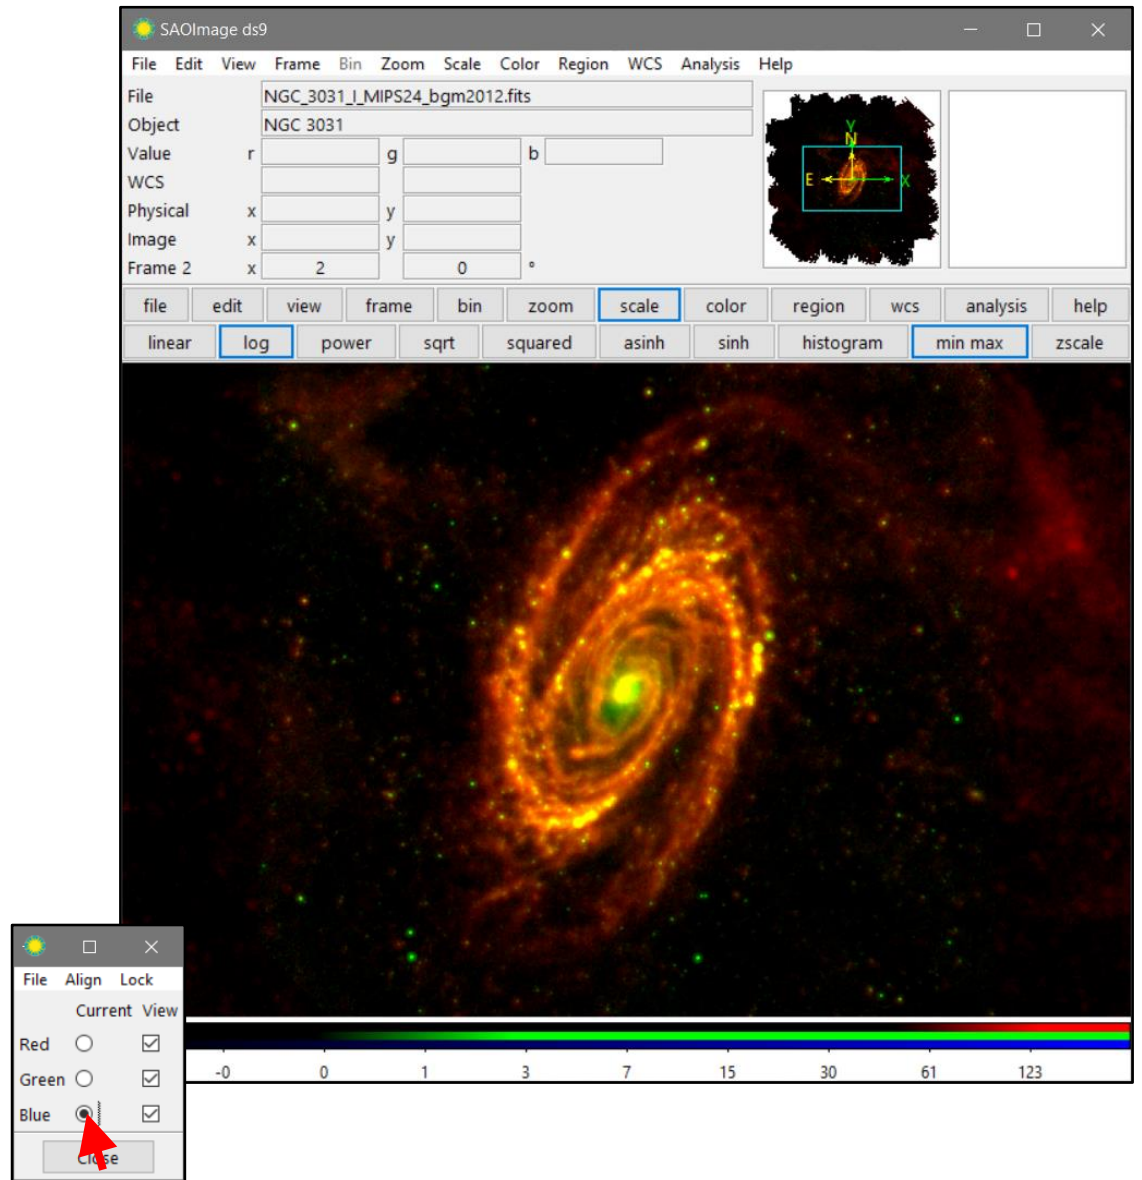 SAOImage ds9
File Edit View Frame Bin Zoom Scale Color Region WCS Analysis Help
File NGC_3031_I_MIPS24_bgm2012.fits
Object NGC 3031
Value r g b
WCS
Physical x y
Image x y
Frame 2 x 2 0 °
Y
N
E X
file edit view frame bin zoom scale color region wcs analysis help
linear log power sqrt squared asinh sinh histogram min max zscale
File Align Lock
Current View
Red
Green
Blue
Close
-0 0 1 3 7 15 30 61 123